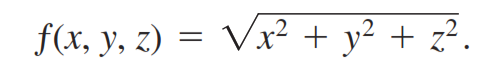 f(x, y, z) = √(x² + y² + z²).